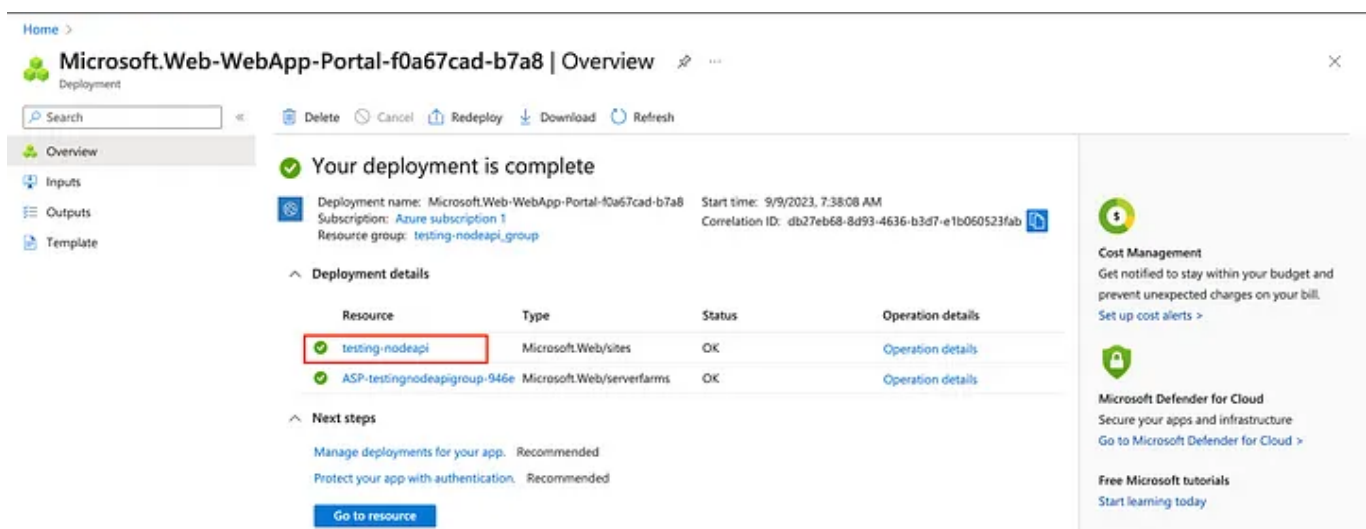 Home >
Microsoft.Web-WebApp-Portal-f0a67cad-b7a8 | Overview ...
Deployment
Search «
Delete Cancel Redeploy Download Refresh
Overview
Inputs
Outputs
Template
Your deployment is complete
Deployment name: Microsoft.Web-WebApp-Portal-f0a67cad-b7a8 Start time: 9/9/2023, 7:38:08 AM
Subscription: Azure subscription 1 Correlation ID: db27eb68-8d93-4636-b3d7-e1b060523fab
Resource group: testing-nodeapi_group
Deployment details
Resource Type Status Operation details
testing-nodeapi Microsoft.Web/sites OK Operation details
ASP-testingnodeapigroup-946e Microsoft.Web/serverfarms OK Operation details
Next steps
Manage deployments for your app. Recommended
Protect your app with authentication. Recommended
Go to resource
Cost Management
Get notified to stay within your budget and
prevent unexpected charges on your bill.
Set up cost alerts >
Microsoft Defender for Cloud
Secure your apps and infrastructure
Go to Microsoft Defender for Cloud >
Free Microsoft tutorials
Start learning today